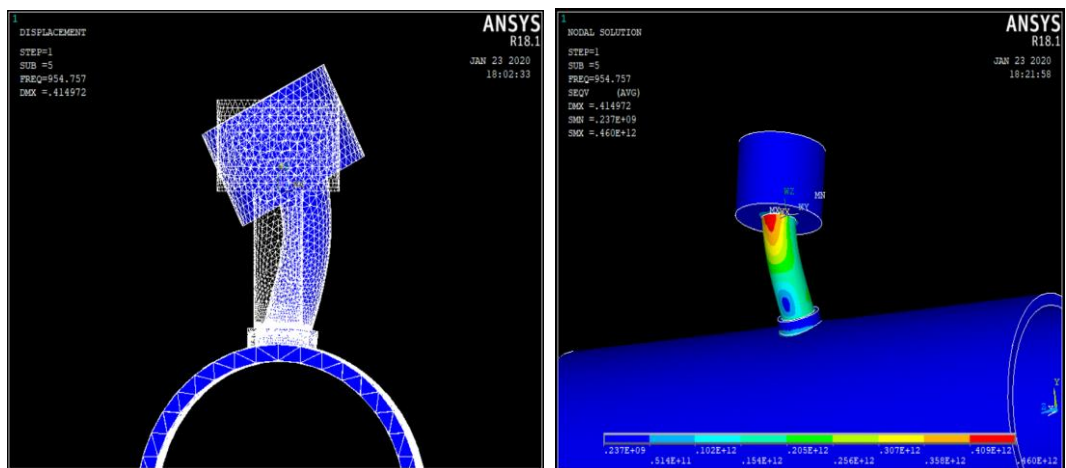 1
ANSYS
R18.1
DISPLACEMENT
STEP=1
SUB =5
FREQ=954.757
DMX =.414972
JAN 23 2020
18:02:33
1
ANSYS
R18.1
NODAL SOLUTION
STEP=1
SUB =5
FREQ=954.757
SEQV (AVG)
DMX =.414972
SMN =.237E+09
SMX =.460E+12
JAN 23 2020
18:21:58
MN
Y
.237E+09 .102E+12 .205E+12 .307E+12 .409E+12
.514E+11 .154E+12 .256E+12 .358E+12 .460E+12